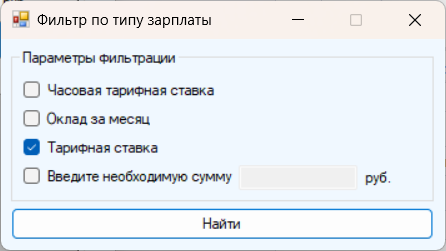 Фильтр по типу зарплаты
Параметры фильтрации
Часовая тарифная ставка
Оклад за месяц
Тарифная ставка
Введите необходимую сумму руб.
Найти